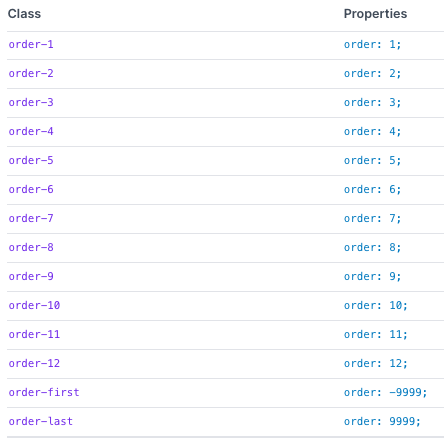 Class Properties
order-1 order: 1;
order-2 order: 2;
order-3 order: 3;
order-4 order: 4;
order-5 order: 5;
order-6 order: 6;
order-7 order: 7;
order-8 order: 8;
order-9 order: 9;
order-10 order: 10;
order-11 order: 11;
order-12 order: 12;
order-first order: -9999;
order-last order: 9999;